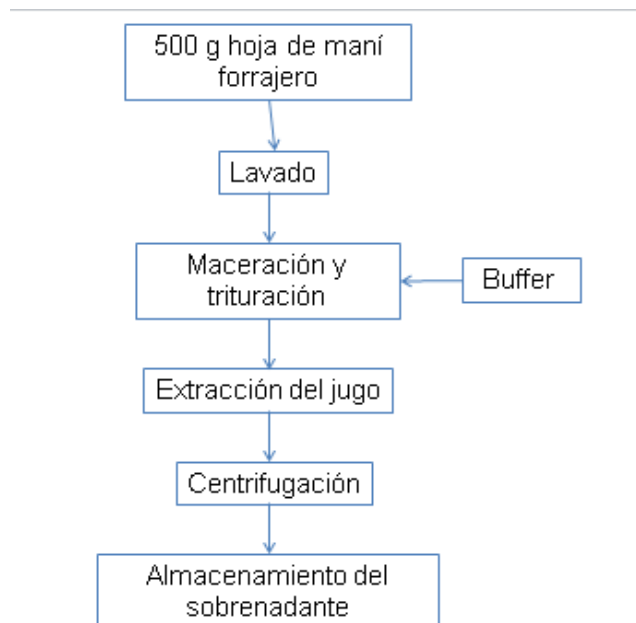 500 g hoja de maní
forrajero
Lavado
Maceración y
trituración
Buffer
Extracción del jugo
Centrifugación
Almacenamiento del
sobrenadante